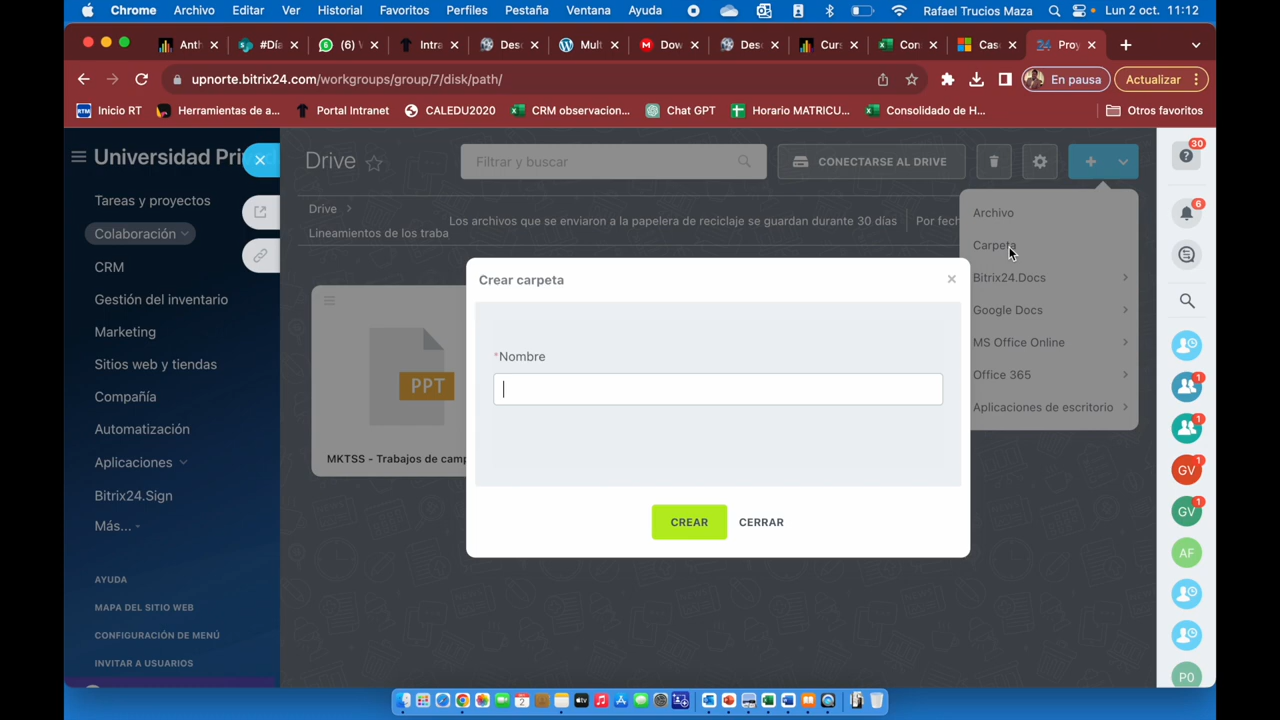 Chrome Archivo Editar Ver Historial Favoritos Perfiles Pestaña Ventana Ayuda Rafael Trucios Maza Lun 2 oct. 11:12
Ant #Día (6) Intra Desc Mult Dow Desc Curs Con Cas Proy
upnorte.bitrix24.com/workgroups/group/7/disk/path/ En pausa Actualizar
Inicio RT Herramientas de a... Portal Intranet CALEDU2020 CRM observacion... Chat GPT Horario MATRICU... Consolidado de H... Otros favoritos
Universidad Pri
Tareas y proyectos
Colaboración
CRM
Gestión del inventario
Marketing
Sitios web y tiendas
Compañía
Automatización
Aplicaciones
Bitrix24.Sign
Más...
AYUDA
MAPA DEL SITIO WEB
CONFIGURACIÓN DE MENÚ
INVITAR A USUARIOS
Drive
Filtrar y buscar
CONECTARSE AL DRIVE
Drive
Lineamientos de los traba
Los archivos que se enviaron a la papelera de reciclaje se guardan durante 30 días
Por fech
PPT
MKTSS - Trabajos de camp
Archivo
Carpeta
Bitrix24.Docs
Google Docs
MS Office Online
Office 365
Aplicaciones de escritorio
Crear carpeta
*Nombre
CREAR CERRAR
30
6
1
1
GV 1
GV 1
AF
P0